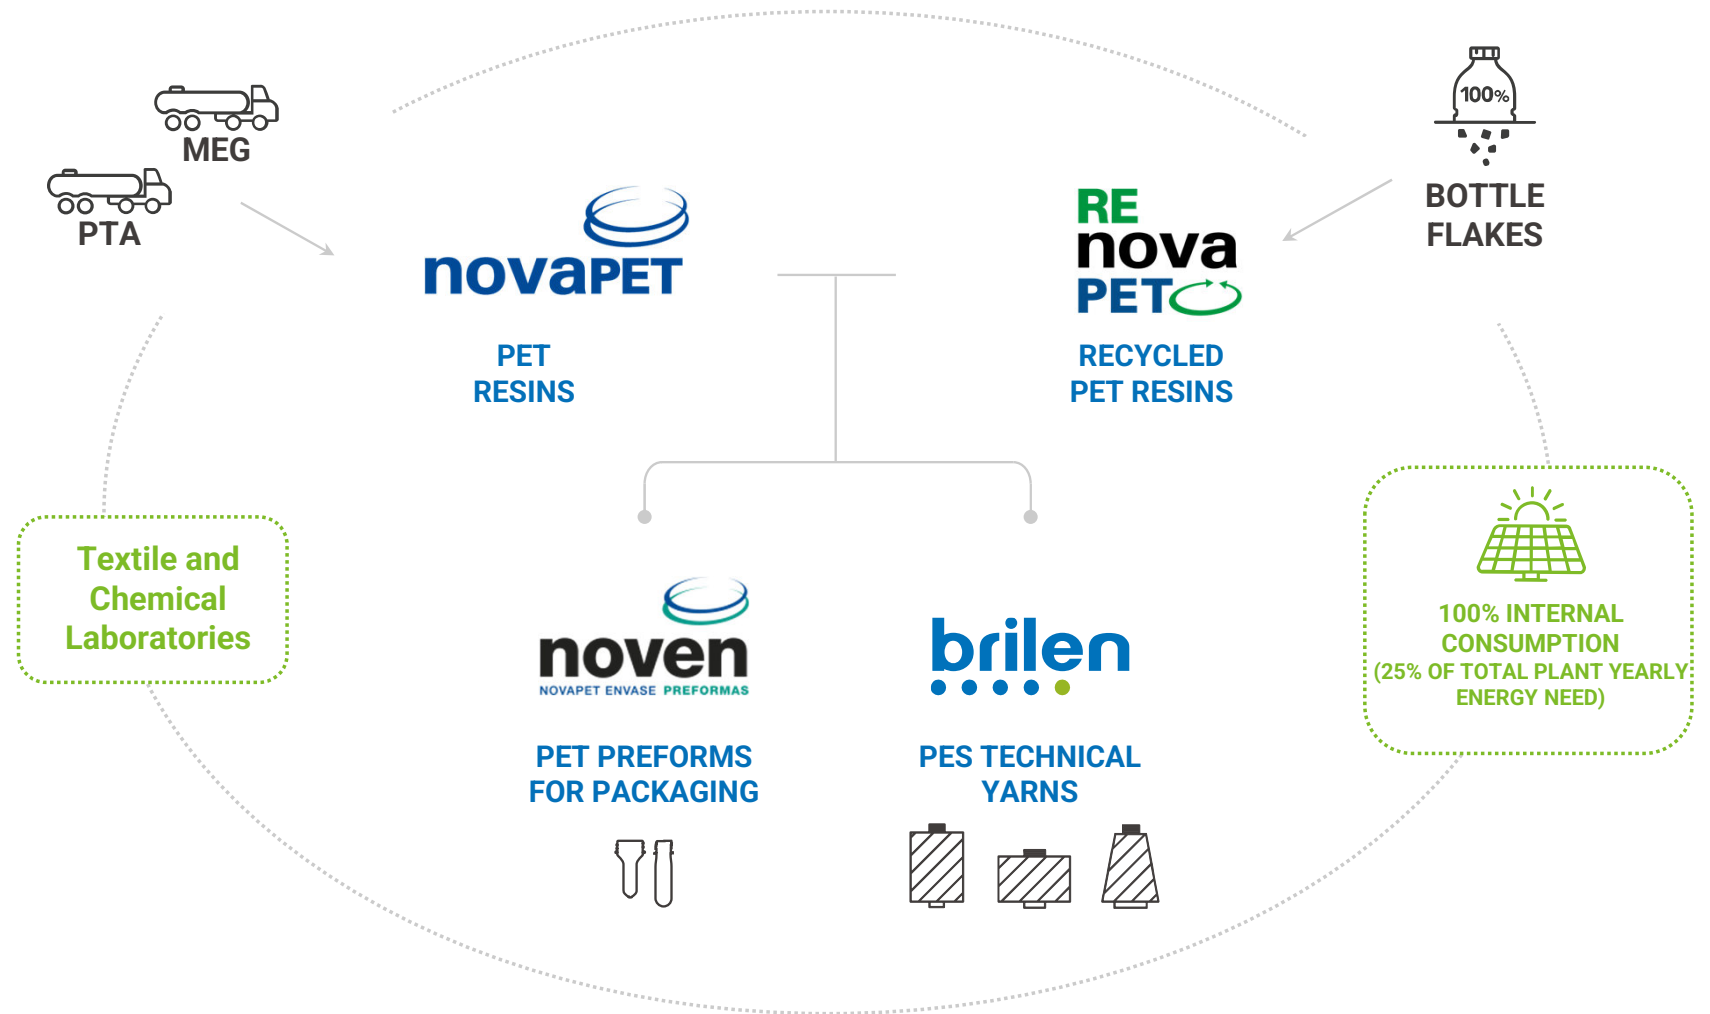 MEG
PTA
100%
BOTTLE
FLAKES
novaPET
PET
RESINS
RE
nova
PET
RECYCLED
PET RESINS
Textile and
Chemical
Laboratories
noven
NOVAPET ENVASE PREFORMAS
PET PREFORMS
FOR PACKAGING
brilen
PES TECHNICAL
YARNS
100% INTERNAL
CONSUMPTION
(25% OF TOTAL PLANT YEARLY
ENERGY NEED)